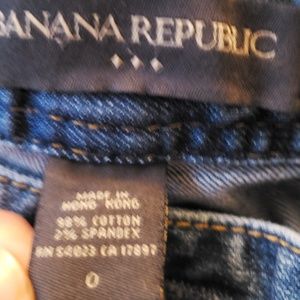 BANANA REPUBLIC
MADE IN
HONG KONG
98% COTTON
2% SPANDEX
RN 54023 CA 17897
0